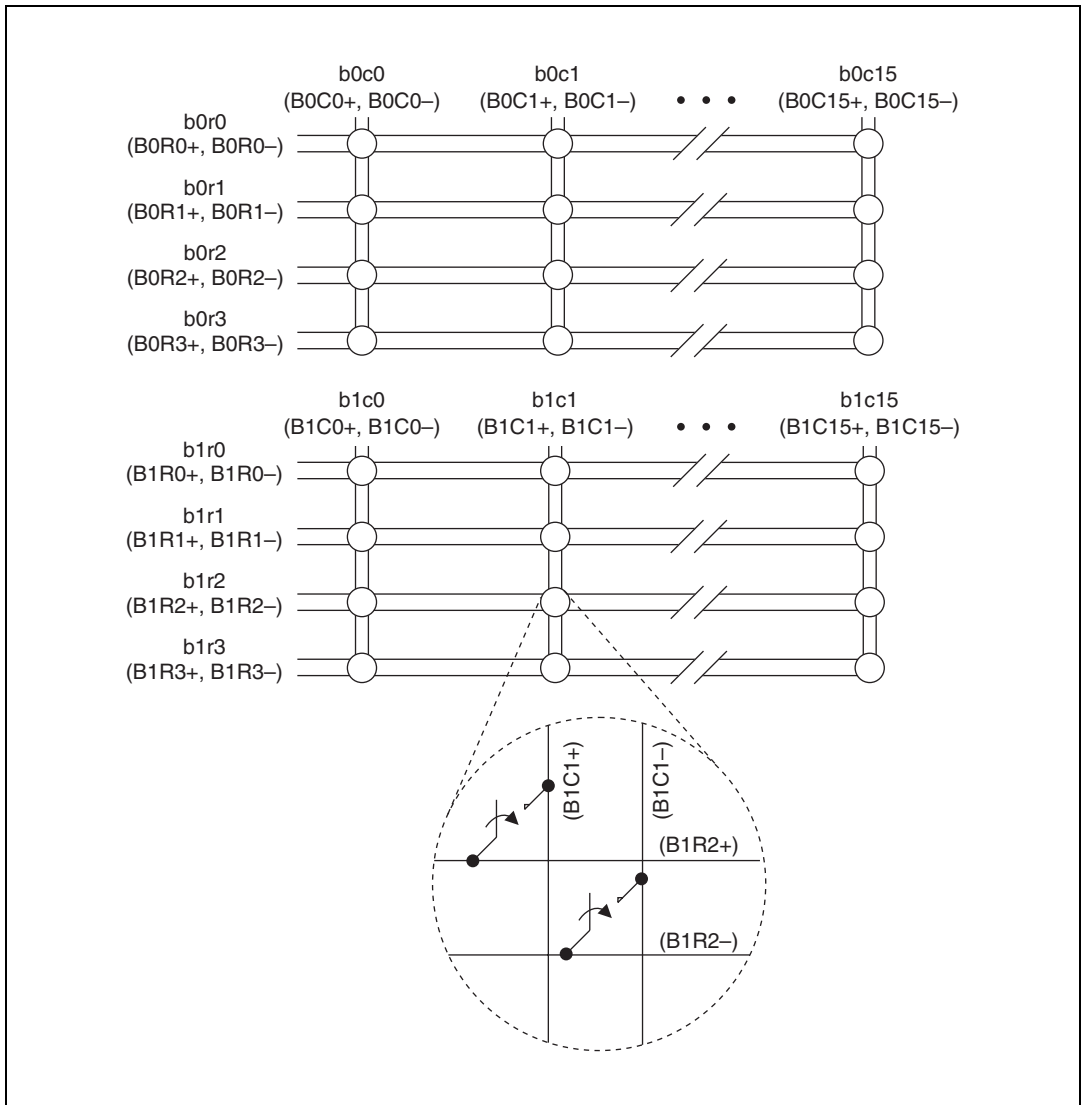 b0c0 b0c1 b0c15
(B0C0+, B0C0–) (B0C1+, B0C1–) • • • (B0C15+, B0C15–)
b0r0
(B0R0+, B0R0–)
b0r1
(B0R1+, B0R1–)
b0r2
(B0R2+, B0R2–)
b0r3
(B0R3+, B0R3–)
b1c0 b1c1 b1c15
(B1C0+, B1C0–) (B1C1+, B1C1–) • • • (B1C15+, B1C15–)
b1r0
(B1R0+, B1R0–)
b1r1
(B1R1+, B1R1–)
b1r2
(B1R2+, B1R2–)
b1r3
(B1R3+, B1R3–)
(B1C1+)
(B1C1–)
(B1R2+)
(B1R2–)